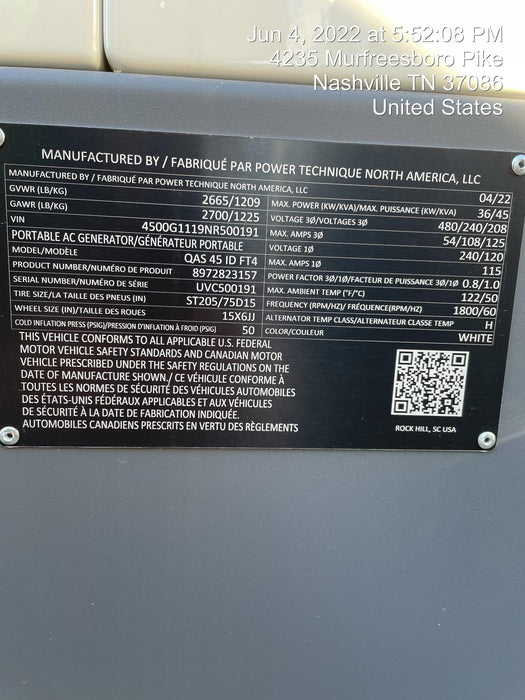 Jun 4, 2022 at 5:52:08 PM
4235 Murfreesboro Pike
Nashville TN 37086
United States
MANUFACTURED BY / FABRIQUÉ PAR POWER TECHNIQUE NORTH AMERICA, LLC
MANUFACTURED BY / FABRIQUÉ PAR POWER TECHNIQUE NORTH AMERICA, LLC 04/22
GVWR (LB/KG) 2665/1209
GAWR (LB/KG) 2700/1225
VIN 4500G1119NR500191
PORTABLE AC GENERATOR/GÉNÉRATEUR PORTABLE
MODEL/MODÈLE QAS 45 ID FT4
PRODUCT NUMBER/NUMÉRO DE PRODUIT 8972823157
SERIAL NUMBER/NUMÉRO DE SÉRIE UVC500191
TIRE SIZE/LA TAILLE DES PNEUS (IN) ST205/75D15
WHEEL SIZE (IN)/TAILLE DES ROUES 15X6JJ
COLD INFLATION PRESS (PSIG)/PRESSION D'INFLATION À FROID (PSIG) 50
MAX. POWER (KW/KVA)/MAX. PUISSANCE (KW/KVA) 36/45
VOLTAGE 3Ø/VOLTAGES 3Ø 480/240/208
MAX. AMPS 3Ø 54/108/125
VOLTAGE 1Ø 240/120
MAX. AMPS 1Ø 115
POWER FACTOR 3Ø/1Ø/FACTEUR DE PUISSANCE 3Ø/1Ø 0.8/1.0
MAX. AMBIENT TEMP (°F/°C) 122/50
FREQUENCY (RPM/HZ)/ FRÉQUENCE(RPM/HZ) 1800/60
ALTERNATOR TEMP CLASS/ALTERNATEUR CLASSE TEMP H
COLOR/COULEUR WHITE
THIS VEHICLE CONFORMS TO ALL APPLICABLE U.S. FEDERAL
MOTOR VEHICLE SAFETY STANDARDS AND CANADIAN MOTOR
VEHICLE PRESCRIBED UNDER THE SAFETY REGULATIONS ON THE
DATE OF MANUFACTURE SHOWN./ CE VÉHICULE CONFORME À
TOUTES LES NORMES DE SÉCURITÉ DES VÉHICULES AUTOMOBILES
DES ÉTATS-UNIS FÉDÉRAUX APPLICABLES ET AUX VÉHICULES
DE SÉCURITÉ À LA DATE DE FABRICATION INDIQUÉE.
AUTOMOBILES CANADIENS PRESCRITS EN VERTU DES RÈGLEMENTS
ROCK HILL, SC USA